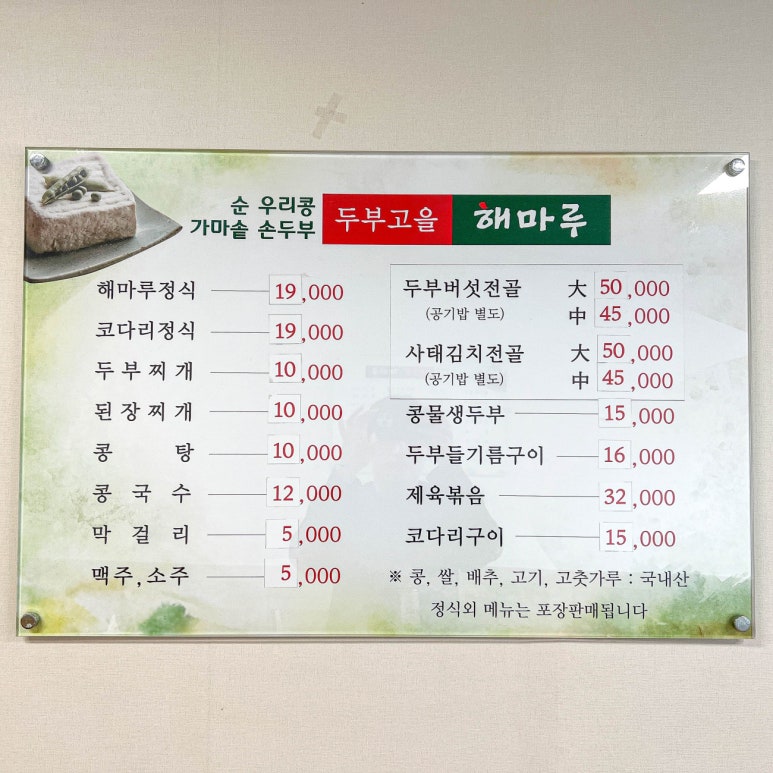 순 우리콩
가마솥 손두부
두부고을 해마루
해마루정식 19,000
코다리정식 19,000
두부찌개 10,000
된장찌개 10,000
콩탕 10,000
콩국수 12,000
막걸리 5,000
맥주,소주 5,000
두부버섯전골 大 50,000
(공기밥 별도) 中 45,000
사태김치전골 大 50,000
(공기밥 별도) 中 45,000
콩물생두부 15,000
두부들기름구이 16,000
제육볶음 32,000
코다리구이 15,000
※ 콩, 쌀, 배추, 고기, 고춧가루 : 국내산
정식외 메뉴는 포장판매됩니다